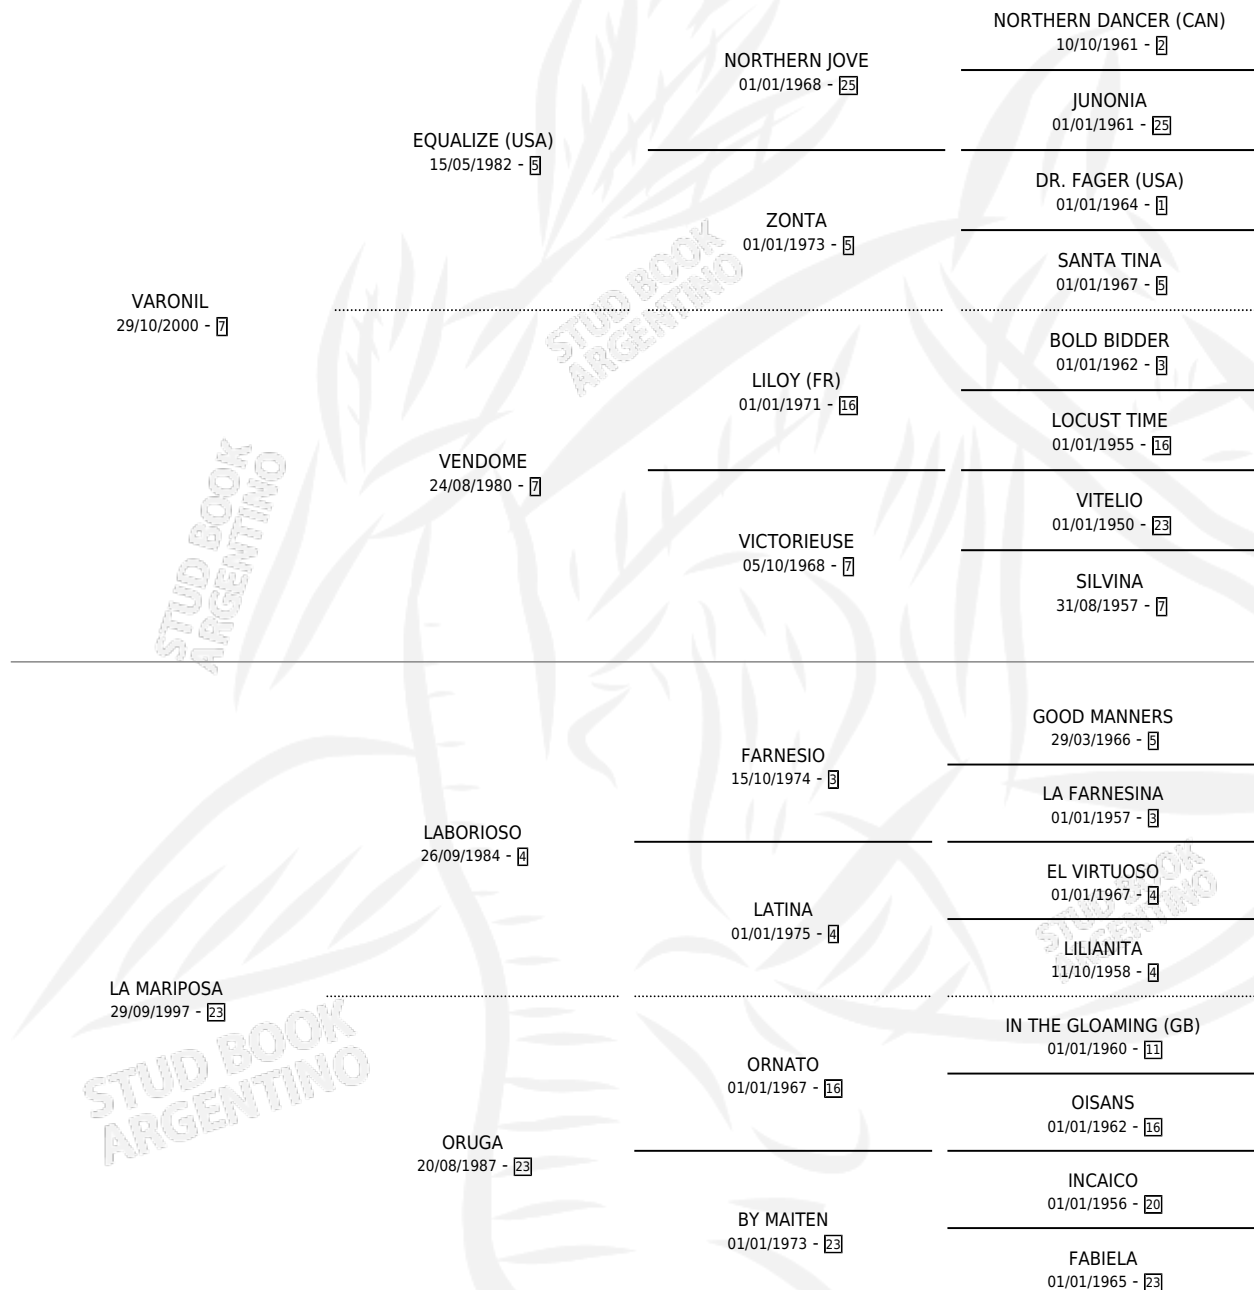 NORTHERN DANCER (CAN)
10/10/1961 - 2
NORTHERN JOVE
01/01/1968 - 25
JUNONIA
01/01/1961 - 25
EQUALIZE (USA)
15/05/1982 - 5
DR. FAGER (USA)
01/01/1964 - 1
ZONTA
01/01/1973 - 5
SANTA TINA
01/01/1967 - 5
VARONIL
29/10/2000 - 7
BOLD BIDDER
01/01/1962 - 3
LILOY (FR)
01/01/1971 - 16
LOCUST TIME
01/01/1955 - 16
VENDOME
24/08/1980 - 7
VITELIO
01/01/1950 - 23
VICTORIEUSE
05/10/1968 - 7
SILVINA
31/08/1957 - 7
STUD BOOK
ARGENTINO
STUD BOOK
ARGENTINO
GOOD MANNERS
29/03/1966 - 5
FARNESIO
15/10/1974 - 3
LA FARNESINA
01/01/1957 - 3
LABORIOSO
26/09/1984 - 4
EL VIRTUOSO
01/01/1967 - 4
LATINA
01/01/1975 - 4
LILIANITA
11/10/1958 - 4
LA MARIPOSA
29/09/1997 - 23
IN THE GLOAMING (GB)
01/01/1960 - 11
ORNATO
01/01/1967 - 16
OISANS
01/01/1962 - 16
ORUGA
20/08/1987 - 23
INCAICO
01/01/1956 - 20
BY MAITEN
01/01/1973 - 23
FABIELA
01/01/1965 - 23
STUD BOOK
ARGENTINO
STUD BOOK
ARGENTINO